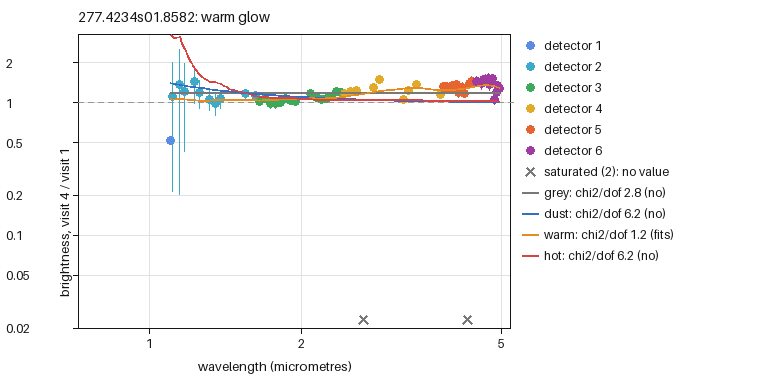 277.4234s01.8582: warm glow
brightness, visit 4 / visit 1
2
1
0.5
0.2
0.1
0.05
0.02
1
2
5
wavelength (micrometres)
detector 1
detector 2
detector 3
detector 4
detector 5
detector 6
saturated (2): no value
grey: chi2/dof 2.8 (no)
dust: chi2/dof 6.2 (no)
warm: chi2/dof 1.2 (fits)
hot: chi2/dof 6.2 (no)